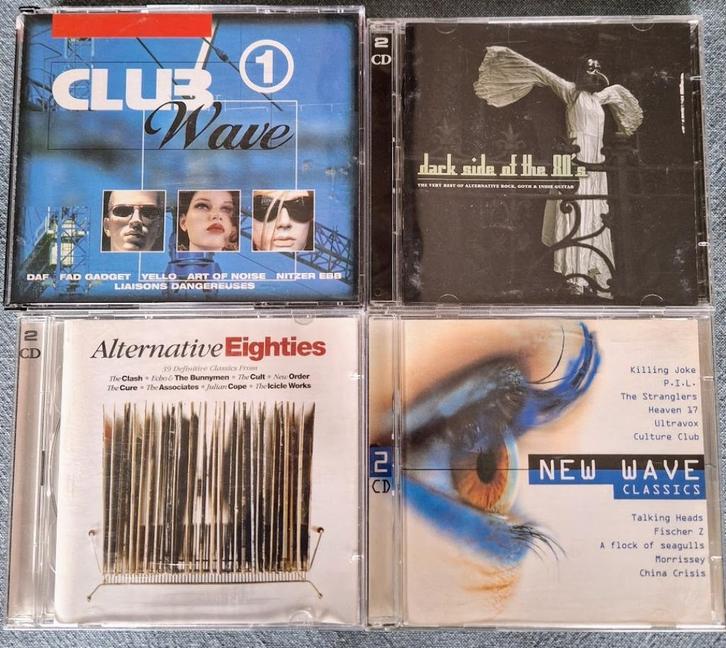 CLUB 1
Wave
DAF FAD GADGET YELLO ART OF NOISE NITZER EBB
LIAISONS DANGEREUSES
2
CD
dark side of the 80's
THE VERY BEST OF ALTERNATIVE ROCK, GOTH & INDIE GUITAR
2
CD
Alternative Eighties
39 Definitive Classics From
The Clash • Echo & The Bunnymen • The Cult • New Order
The Cure • The Associates • Julian Cope • The Icicle Works
2
CD
Killing Joke
P.I.L.
The Stranglers
Heaven 17
Ultravox
Culture Club
NEW WAVE
CLASSICS
Talking Heads
Fischer Z
A flock of seagulls
Morrissey
China Crisis